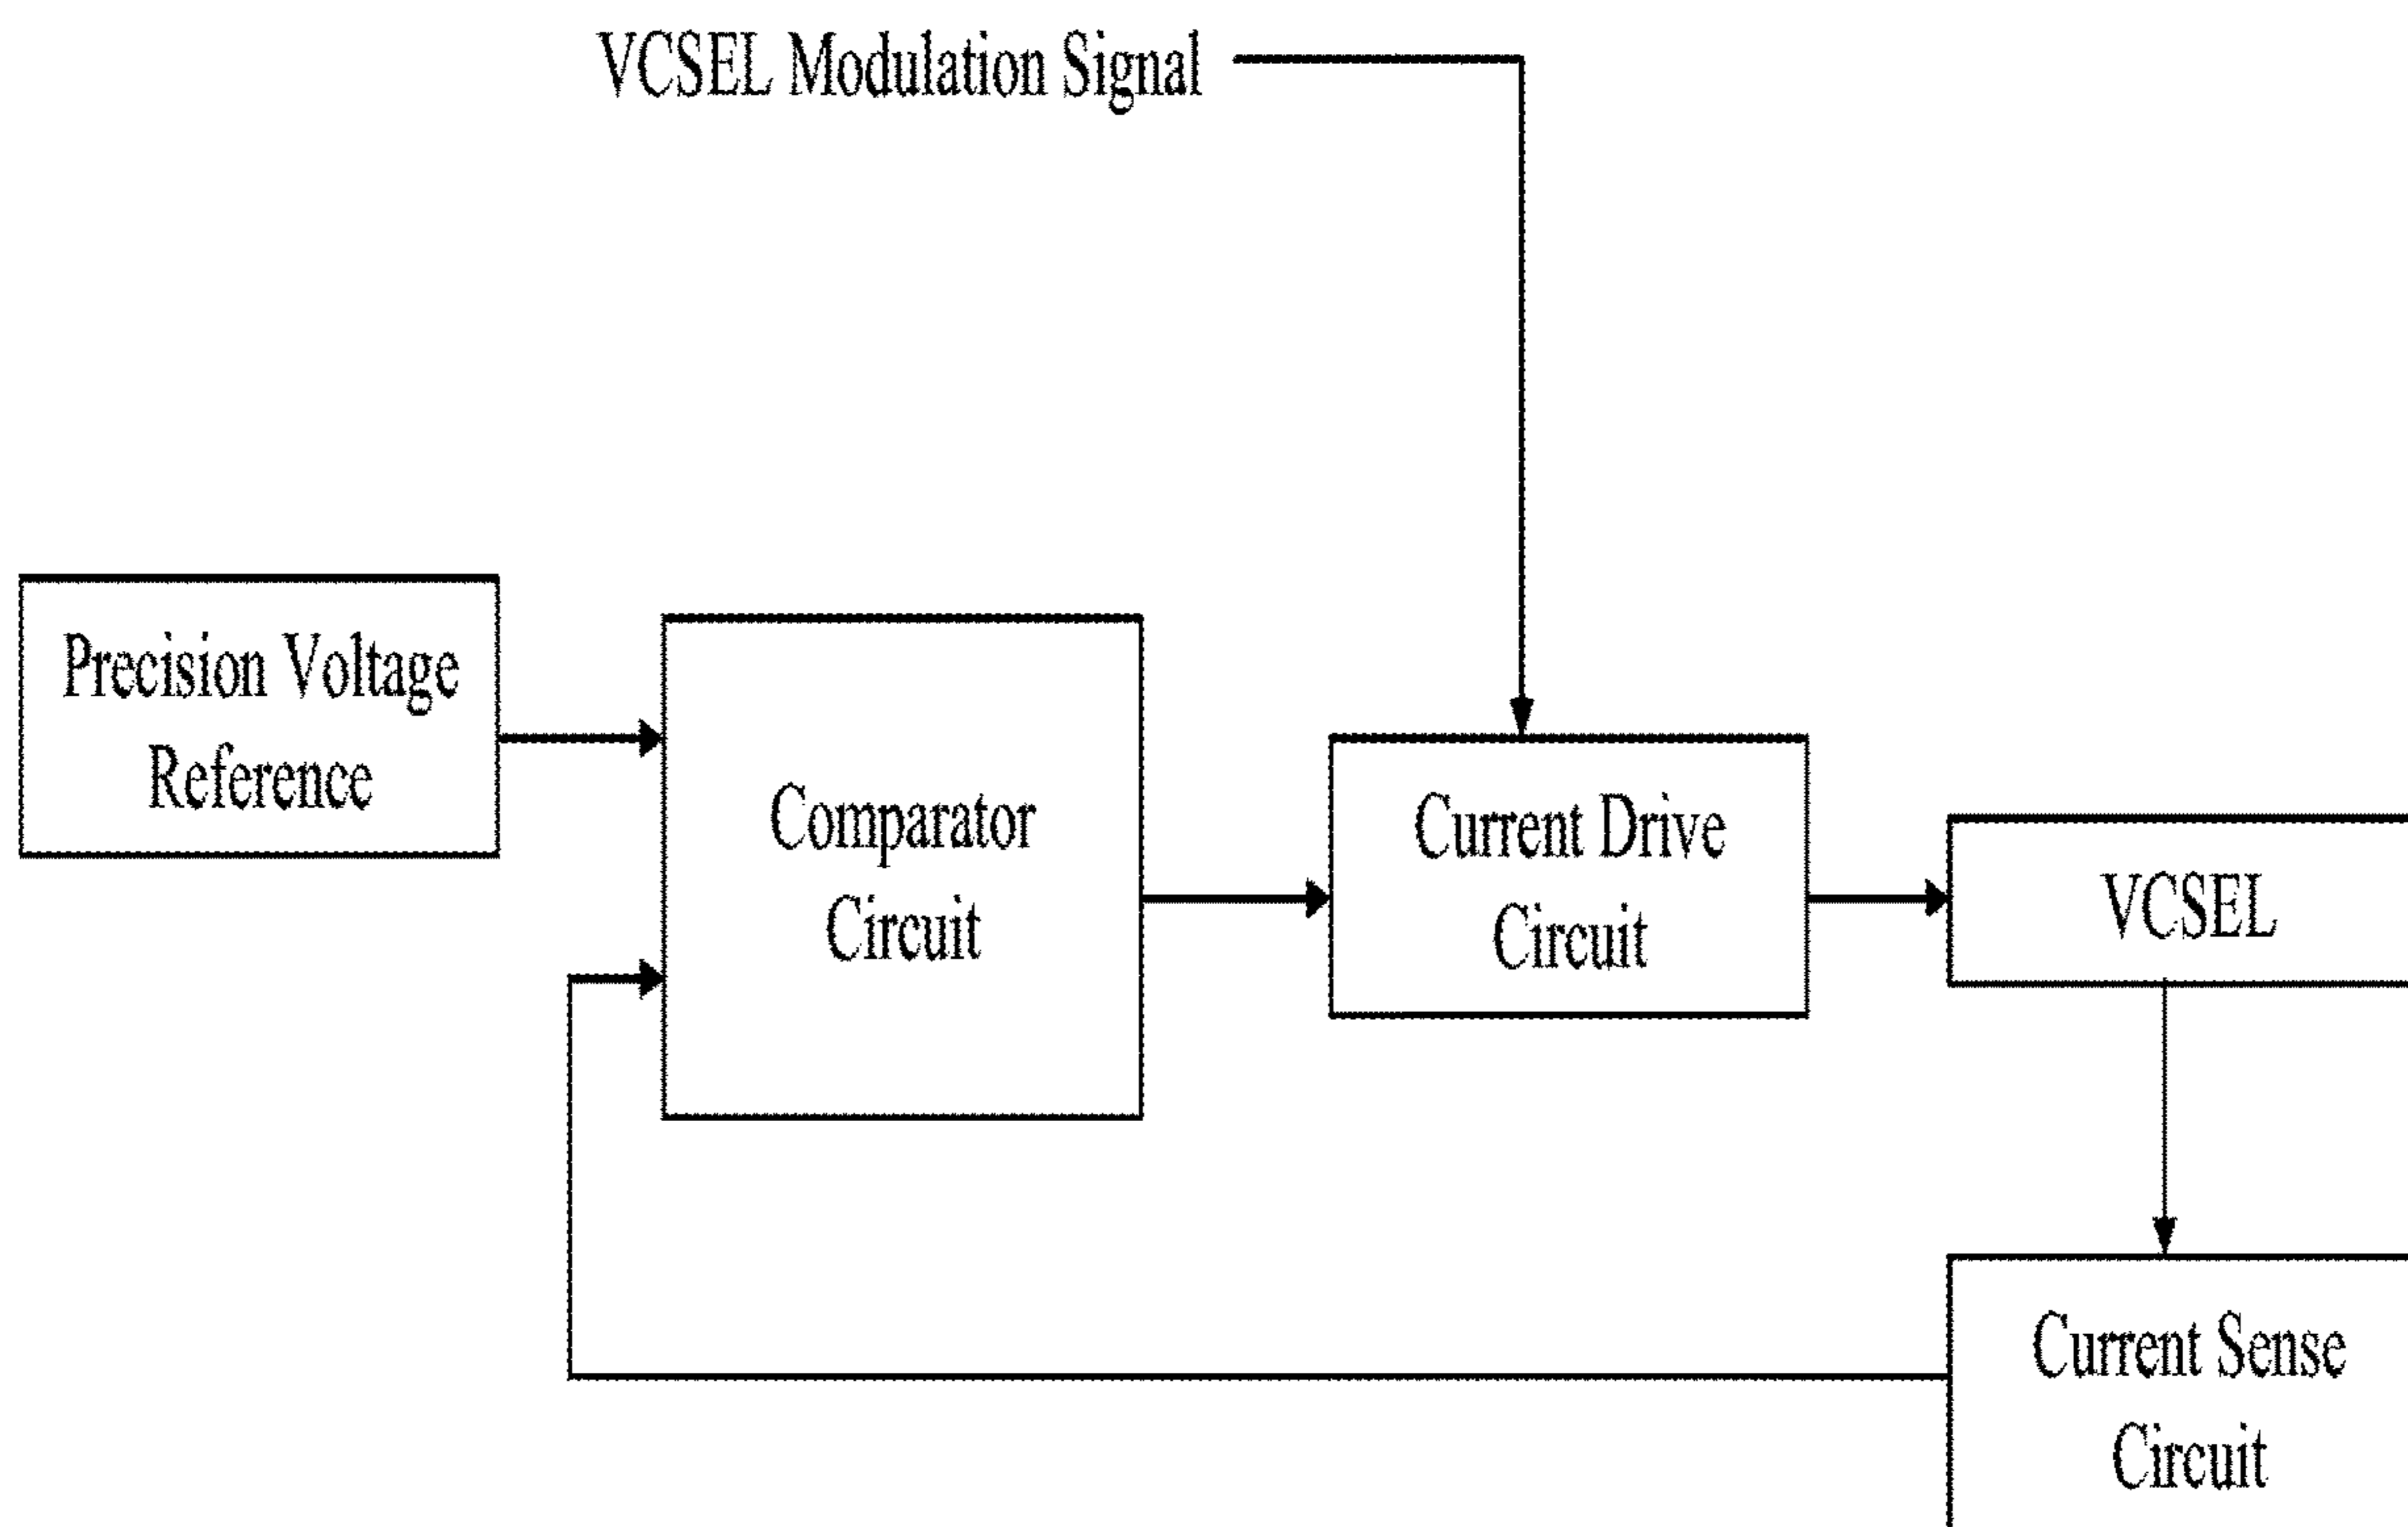 VCSEL Modulation Signal
Precision Voltage
Reference
Comparator
Circuit
Current Drive
Circuit
VCSEL
Current Sense
Circuit